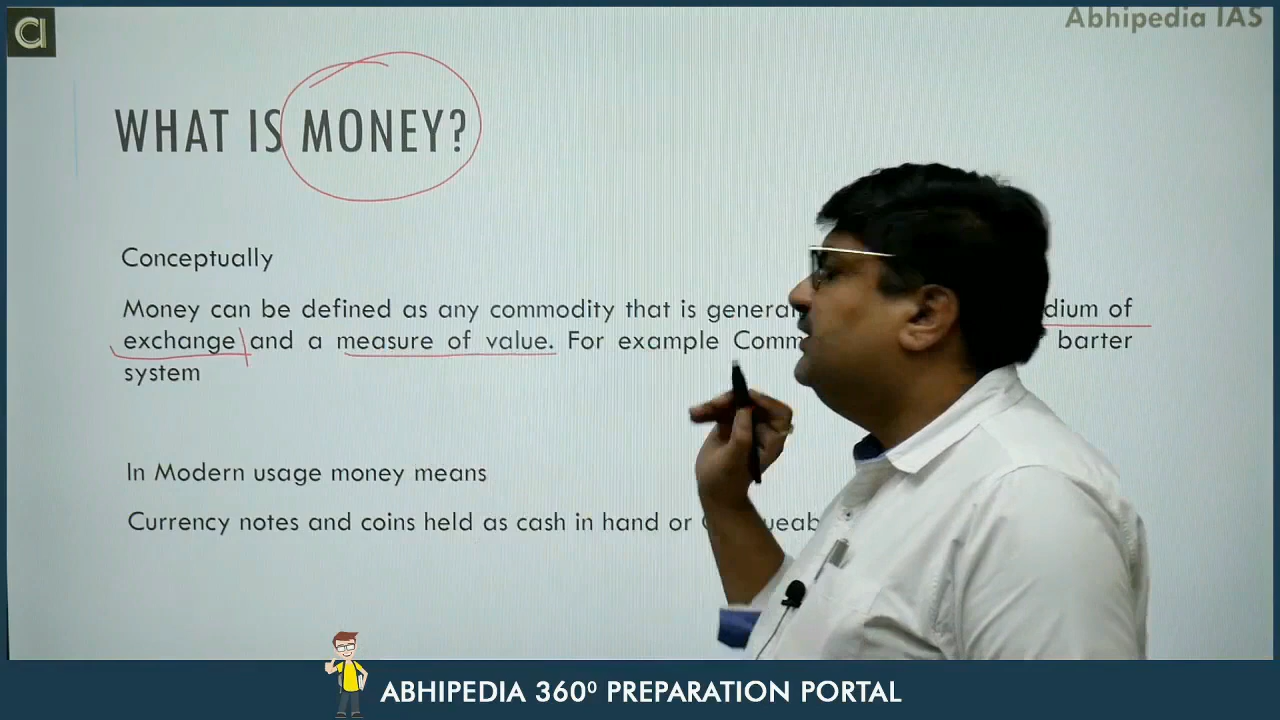 Abhipedia IAS
WHAT IS MONEY?
Conceptually
Money can be defined as any commodity that is dium of
exchange and a measure of value. For example barter
system
In Modern usage money means
Currency notes and coins held as cash in hand or
ABHIPEDIA 360⁰ PREPARATION PORTAL